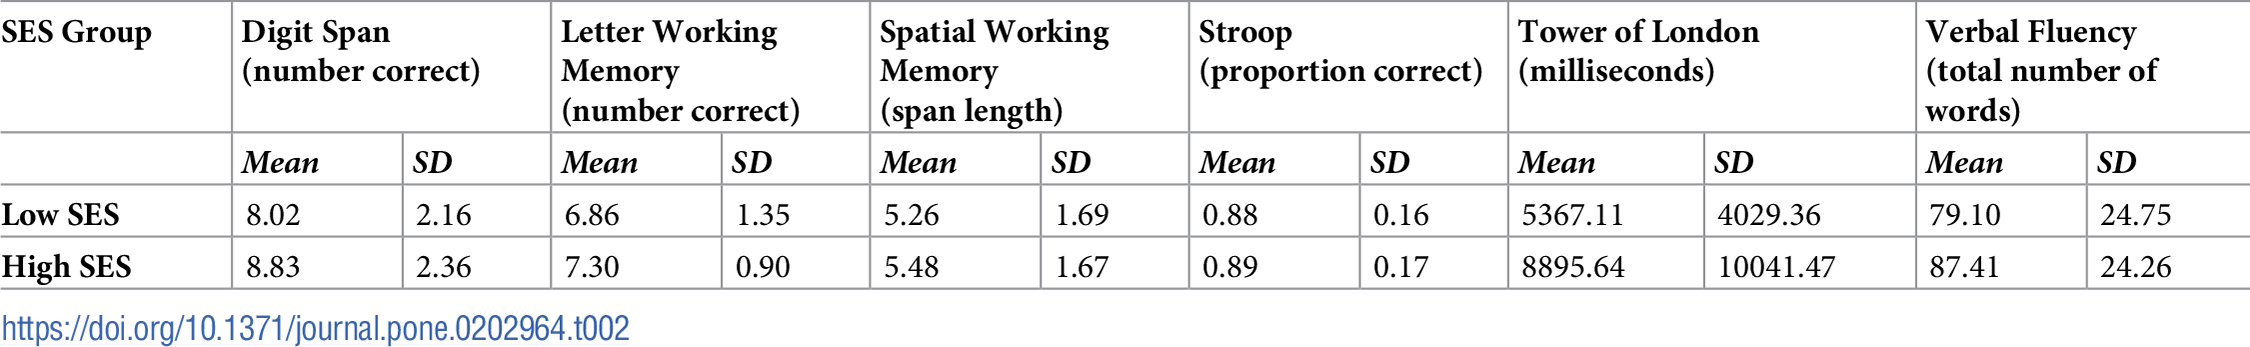 SES Group Digit Span Letter Working Spatial Working Stroop Tower of London Verbal Fluency
(number correct) Memory Memory (proportion correct) (milliseconds) (total number of
(number correct) (span length) words)
Mean SD Mean SD Mean SD Mean SD Mean SD Mean SD
Low SES 8.02 2.16 6.86 1.35 5.26 1.69 0.88 0.16 5367.11 4029.36 79.10 24.75
High SES 8.83 2.36 7.30 0.90 5.48 1.67 0.89 0.17 8895.64 10041.47 87.41 24.26
https://doi.org/10.1371/journal.pone.0202964.t002